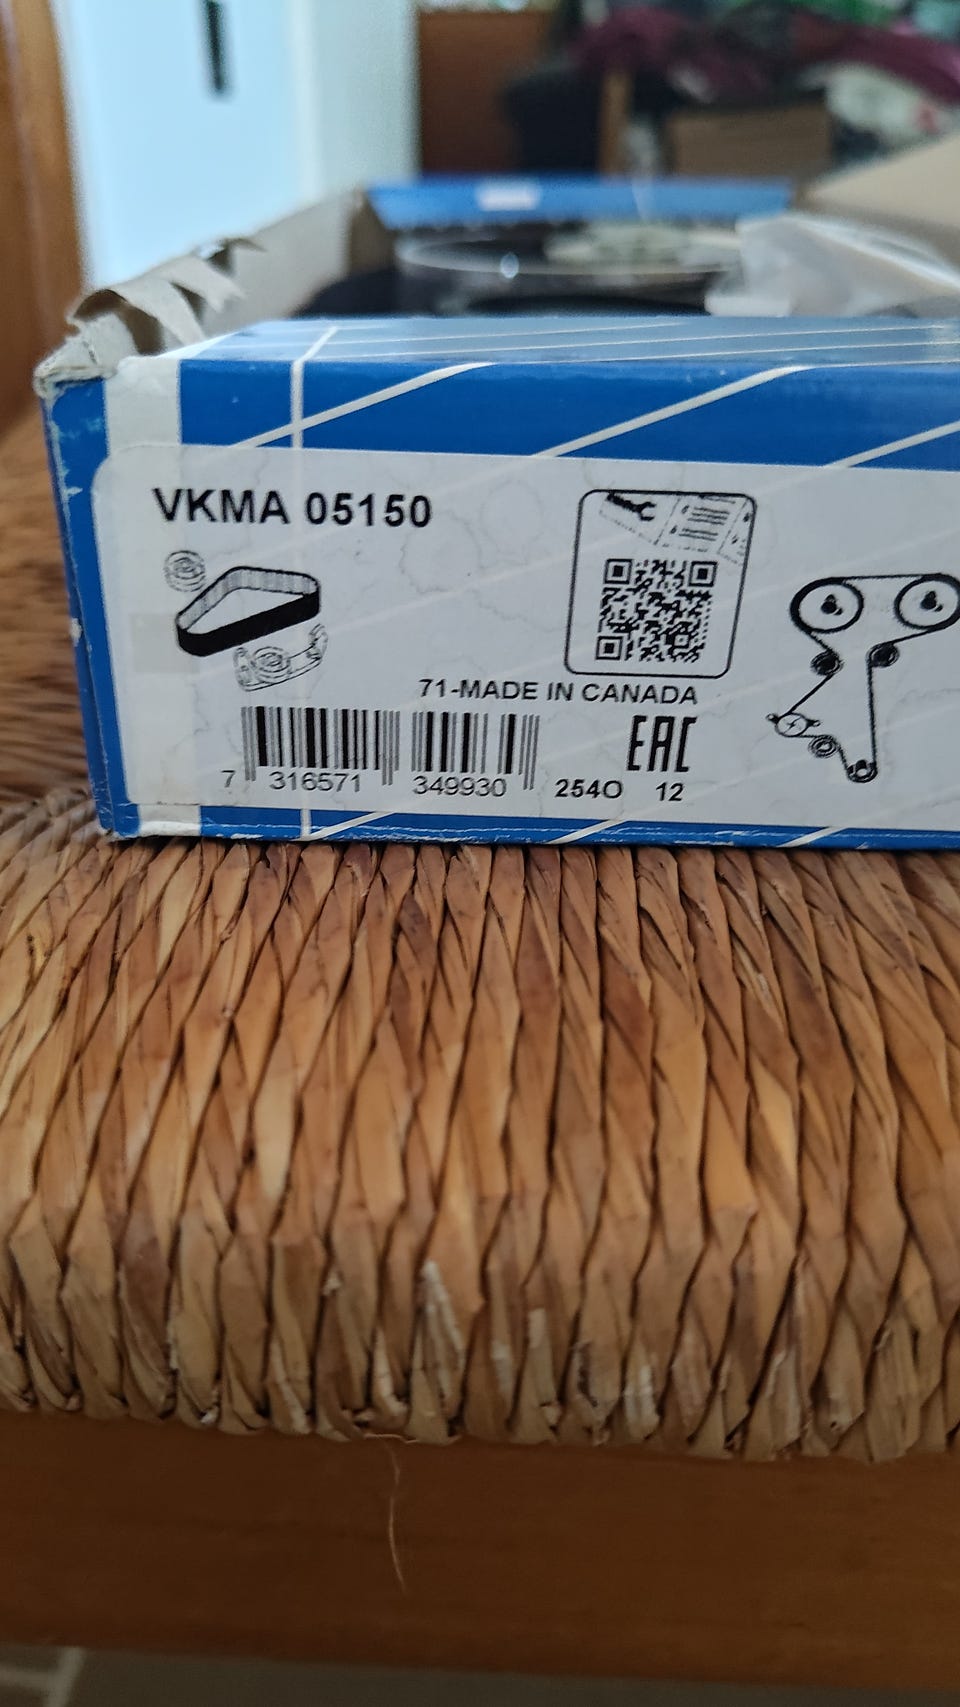 VKMA 05150
71-MADE IN CANADA
EAC
7 316571 349930
254O 12